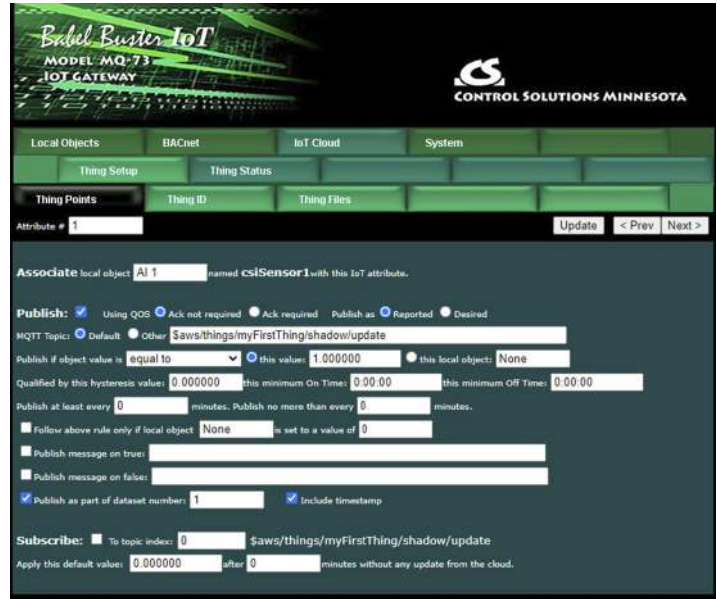 Babel Buster IoT
MODEL MQ-73
IOT GATEWAY
CS
CONTROL SOLUTIONS MINNESOTA
Local Objects BACnet IoT Cloud System
Thing Setup Thing Status
Thing Points Thing ID Thing Files
Attribute # 1 Update < Prev Next >
Associate local object AI 1 named csiSensor1 with this IoT attribute.
Publish: Using QOS Ack not required Ack required Publish as Reported Desired
MQTT Topic: Default Other $aws/things/myFirstThing/shadow/update
Publish if object value is equal to this value: 1.000000 this local object: None
Qualified by this hysteresis value: 0.000000 this minimum On Time: 0:00:00 this minimum Off Time: 0:00:00
Publish at least every 0 minutes. Publish no more than every 0 minutes.
Follow above rule only if local object None is set to a value of 0
Publish message on true:
Publish message on false:
Publish as part of dataset number: 1 Include timestamp
Subscribe: To topic index: 0 $aws/things/myFirstThing/shadow/update
Apply this default value: 0.000000 after 0 minutes without any update from the cloud.